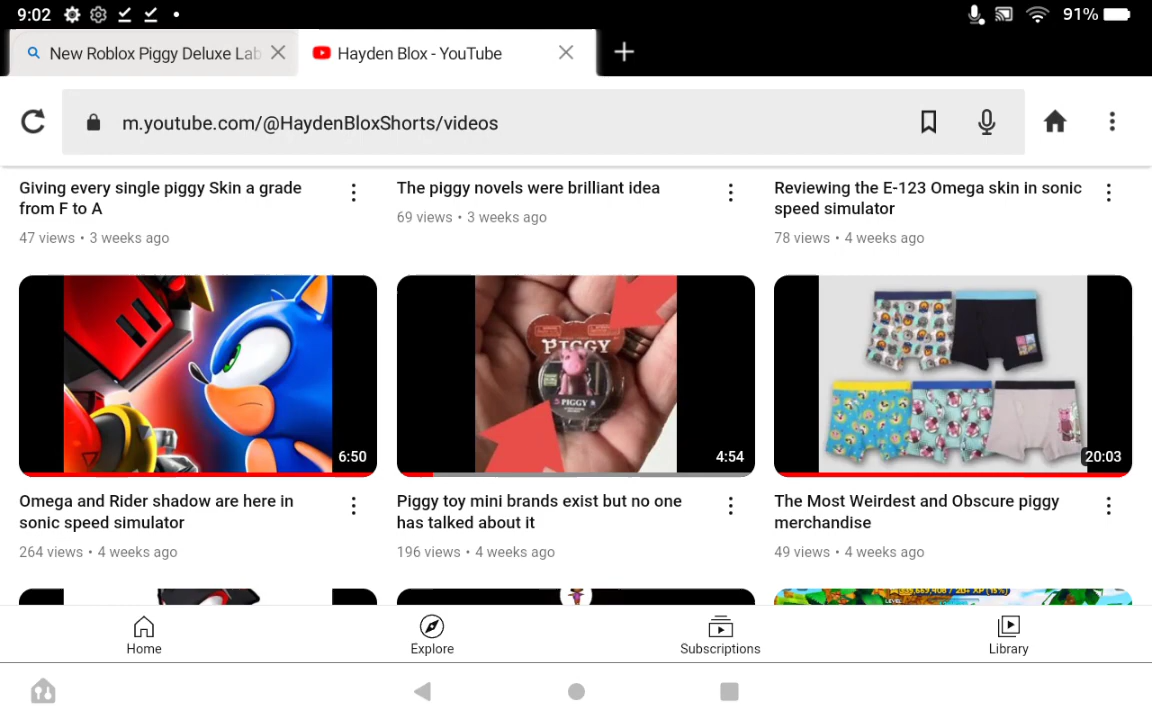 9:02
91%
New Roblox Piggy Deluxe Lab
Hayden Blox - YouTube
m.youtube.com/@HaydenBloxShorts/videos
Giving every single piggy Skin a grade
from F to A
47 views • 3 weeks ago
The piggy novels were brilliant idea
69 views • 3 weeks ago
Reviewing the E-123 Omega skin in sonic
speed simulator
78 views • 4 weeks ago
6:50
PIGGY
PIGGY
4:54
20:03
Omega and Rider shadow are here in
sonic speed simulator
264 views • 4 weeks ago
Piggy toy mini brands exist but no one
has talked about it
196 views • 4 weeks ago
The Most Weirdest and Obscure piggy
merchandise
49 views • 4 weeks ago
LEVEL
Home
Explore
Subscriptions
Library